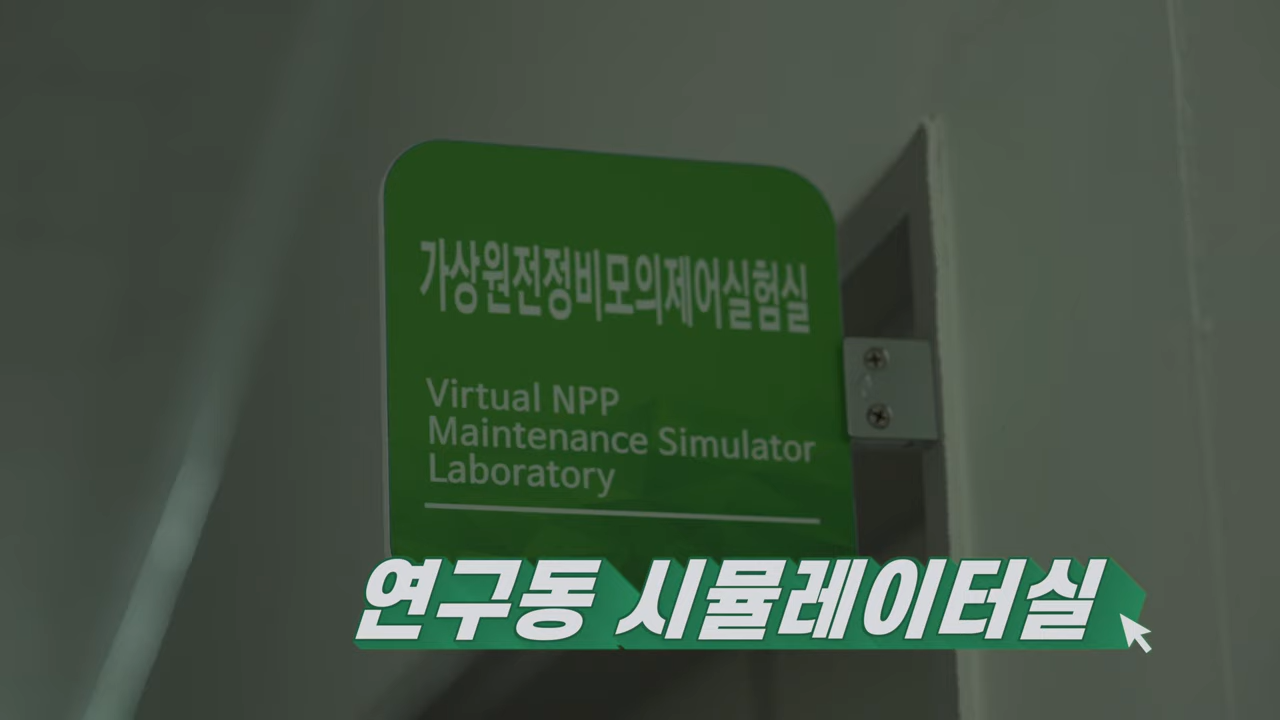 가상원전정비모의제어실험실
Virtual NPP
Maintenance Simulator
Laboratory
연구동 시뮬레이터실